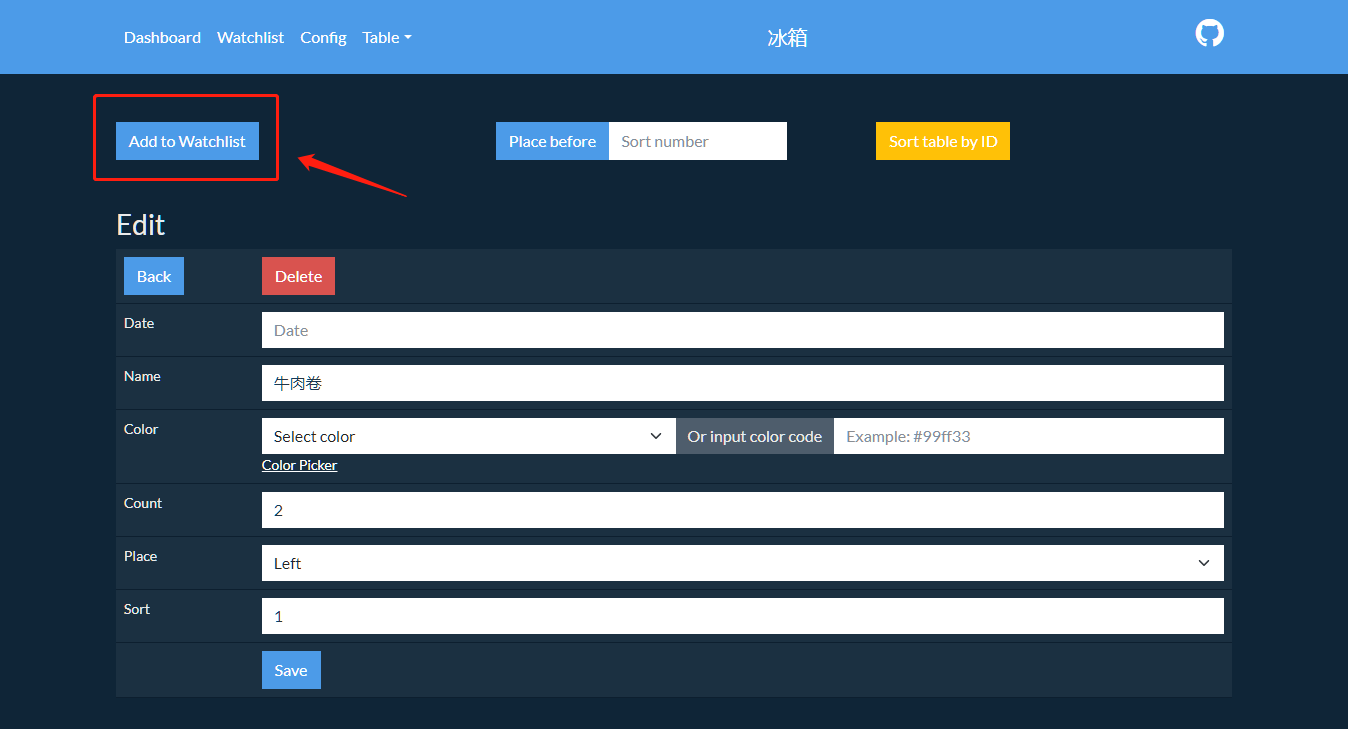 Dashboard Watchlist Config Table 冰箱
Add to Watchlist Place before Sort number Sort table by ID
Edit
Back Delete
Date Date
Name 牛肉卷
Color Select color Or input color code Example: #99ff33
Color Picker
Count 2
Place Left
Sort 1
Save